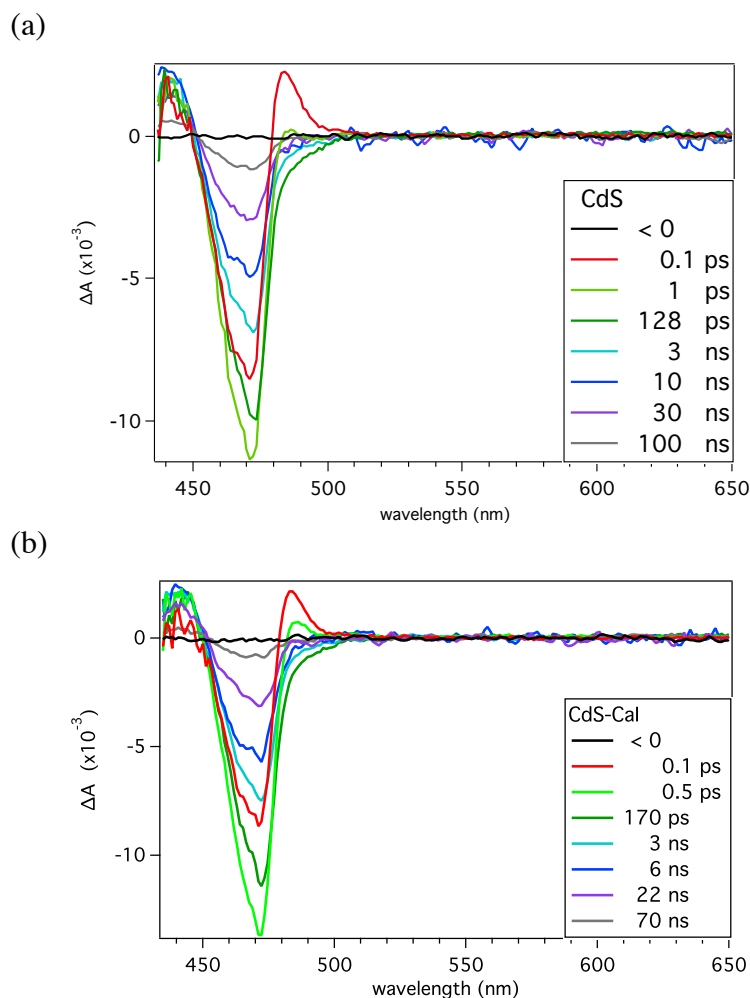 (a)
0
-5
-10
ΔA (x10⁻³)
CdS
< 0
0.1 ps
1 ps
128 ps
3 ns
10 ns
30 ns
100 ns
450 500 550 600 650
wavelength (nm)
(b)
0
-5
-10
ΔA (x10⁻³)
CdS-CaI
< 0
0.1 ps
0.5 ps
170 ps
3 ns
6 ns
22 ns
70 ns
450 500 550 600 650
wavelength (nm)